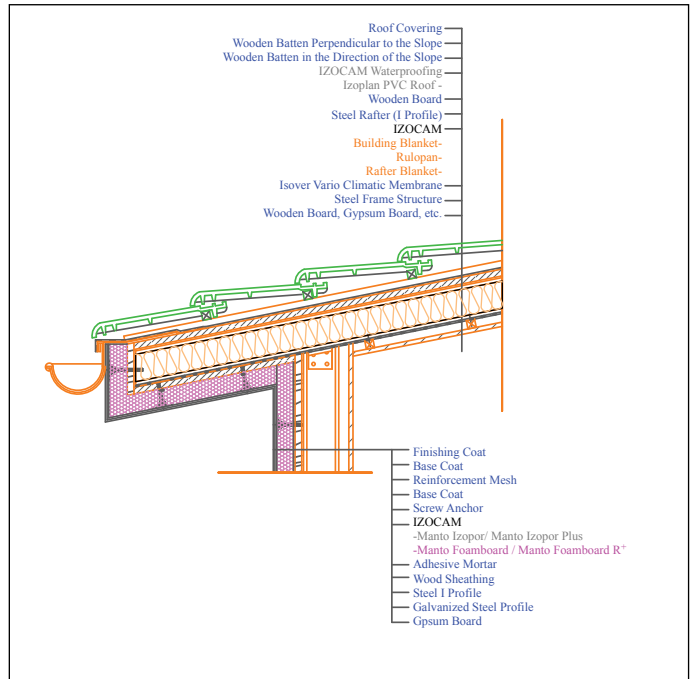 Roof Covering
Wooden Batten Perpendicular to the Slope
Wooden Batten in the Direction of the Slope
IZOCAM Waterproofing
Izoplan PVC Roof -
Wooden Board
Steel Rafter (I Profile)
IZOCAM
Building Blanket-
Rulopan-
Rafter Blanket-
Isover Vario Climatic Membrane
Steel Frame Structure
Wooden Board, Gypsum Board, etc.
Finishing Coat
Base Coat
Reinforcement Mesh
Base Coat
Screw Anchor
IZOCAM
-Manto Izopor/ Manto Izopor Plus
-Manto Foamboard / Manto Foamboard R+
Adhesive Mortar
Wood Sheathing
Steel I Profile
Galvanized Steel Profile
Gpsum Board